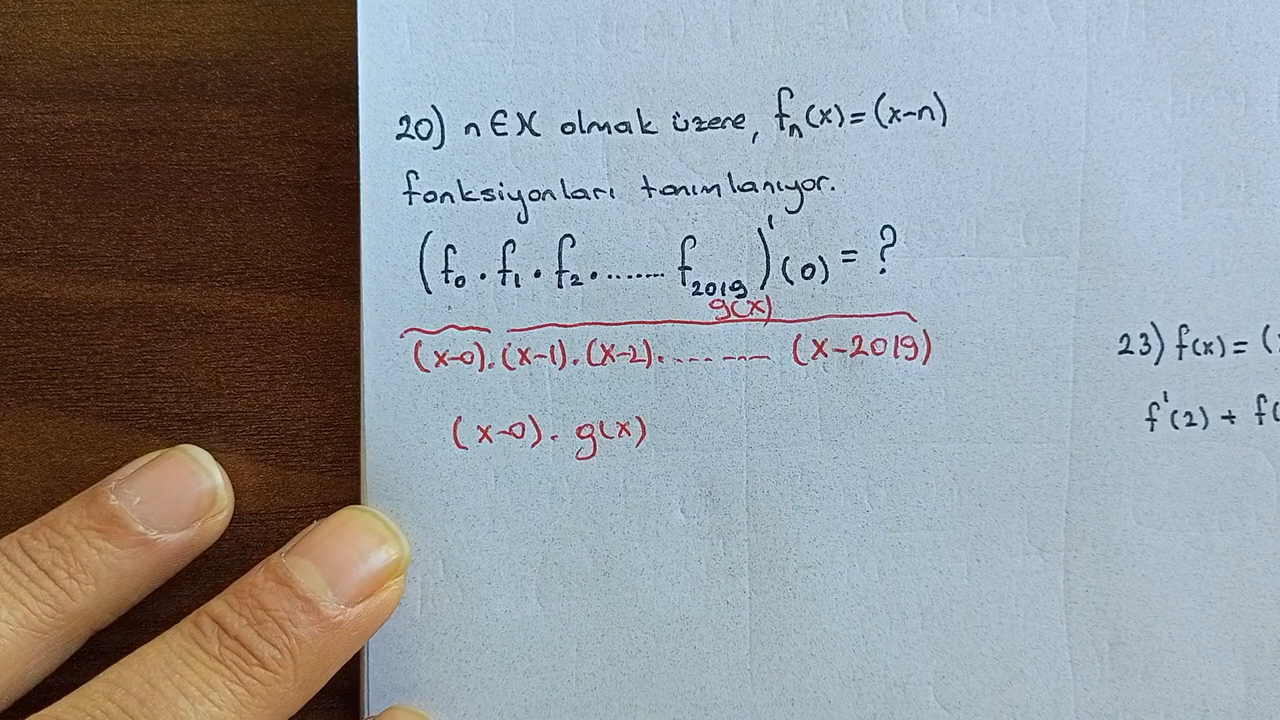 20) n∈N olmak üzere, fₙ(x)=(x-n)
fonksiyonları tanımlanıyor.
(f₀.f₁.f₂........f₂₀₁₉)'(0)=?
g(x)
(x-0).(x-1).(x-2).------- (x-2019)
(x-0).g(x)
23) f(x)=(
f'(2)+f(